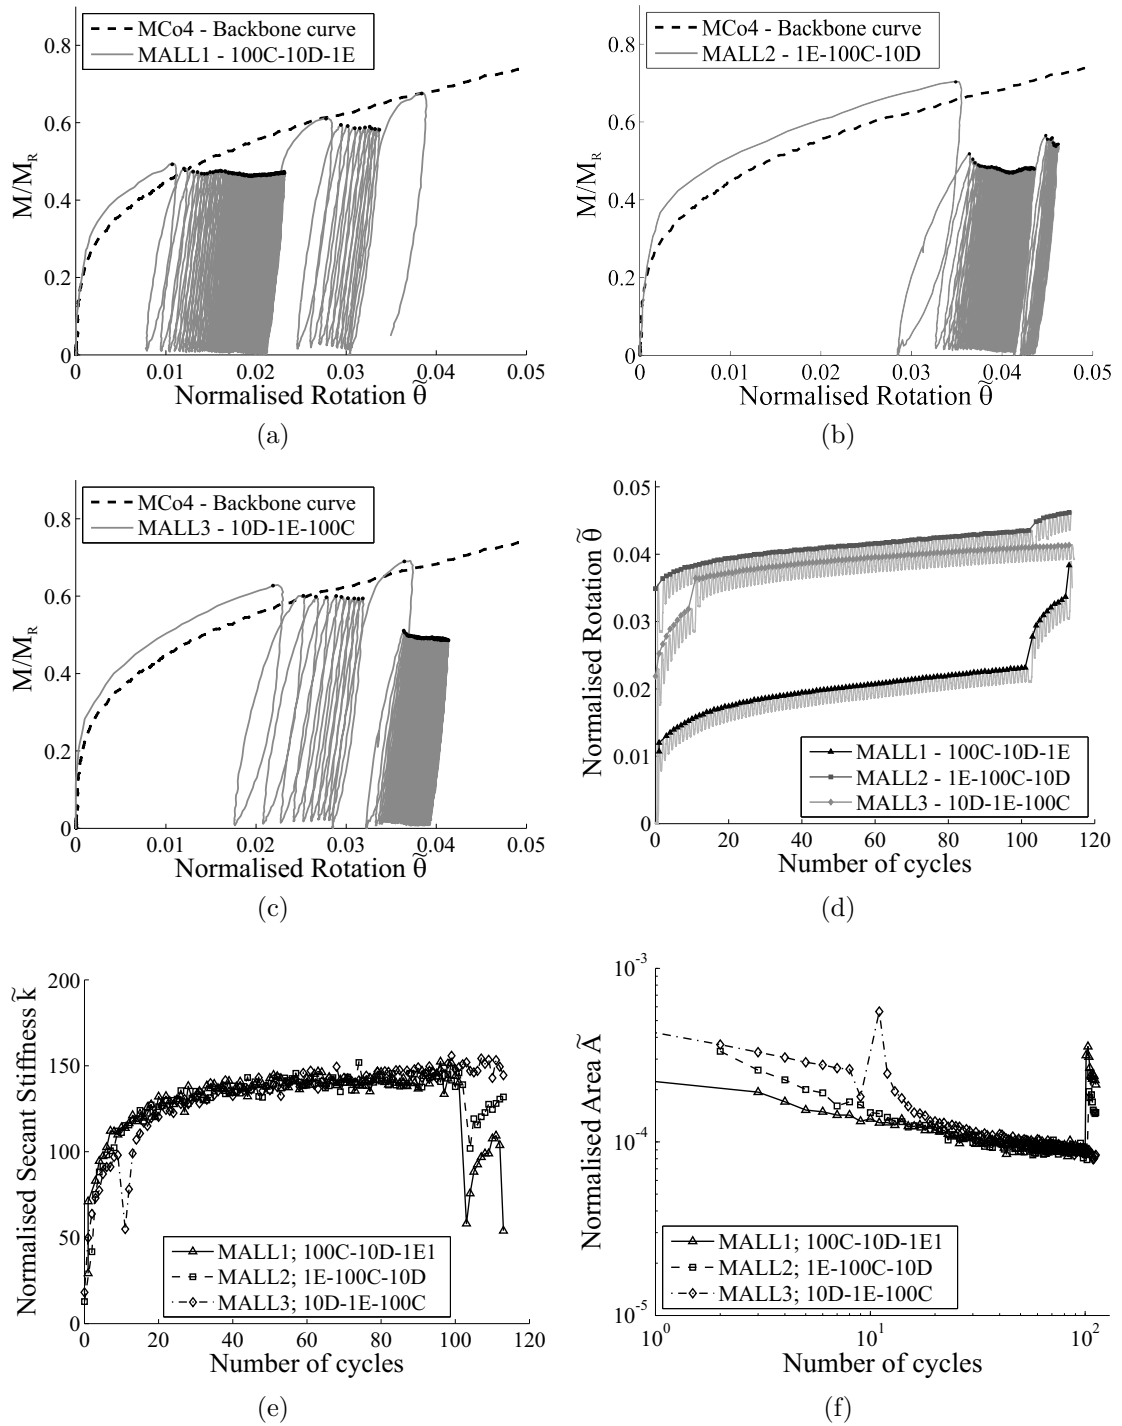 MCo4 - Backbone curve
MALL1 - 100C-10D-1E
0.8
0.6
0.4
0.2
0
M/M_R
0 0.01 0.02 0.03 0.04 0.05
Normalised Rotation θ̃
(a)
MCo4 - Backbone curve
MALL2 - 1E-100C-10D
0.8
0.6
0.4
0.2
0
M/M_R
0 0.01 0.02 0.03 0.04 0.05
Normalised Rotation θ̃
(b)
MCo4 - Backbone curve
MALL3 - 10D-1E-100C
0.8
0.6
0.4
0.2
0
M/M_R
0 0.01 0.02 0.03 0.04 0.05
Normalised Rotation θ̃
(c)
0.05
0.04
0.03
0.02
0.01
0
Normalised Rotation θ̃
MALL1 - 100C-10D-1E
MALL2 - 1E-100C-10D
MALL3 - 10D-1E-100C
0 20 40 60 80 100 120
Number of cycles
(d)
200
150
100
50
0
Normalised Secant Stiffness k̃
MALL1; 100C-10D-1E1
MALL2; 1E-100C-10D
MALL3; 10D-1E-100C
0 20 40 60 80 100 120
Number of cycles
(e)
10⁻³
10⁻⁴
10⁻⁵
Normalised Area Ã
MALL1; 100C-10D-1E1
MALL2; 1E-100C-10D
MALL3; 10D-1E-100C
10⁰ 10¹ 10²
Number of cycles
(f)